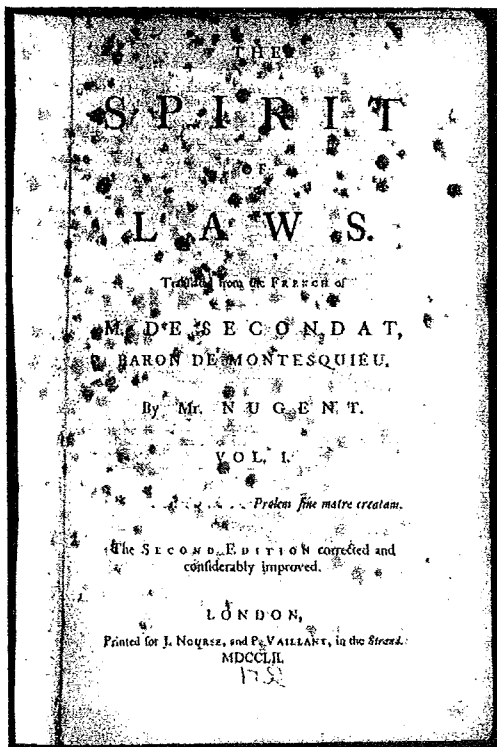 THE
SPIRIT
OF
LAWS.
Translated from the FRENCH of
M. DE SECONDAT,
BARON DE MONTESQUIEU.
By Mr. NUGENT.
VOL. I.
Prolem sine matre creatam.
The SECOND EDITION corrected and
considerably improved.
LONDON,
Printed for J. NOURSE, and P. VAILLANT, in the Strand.
MDCCLII.